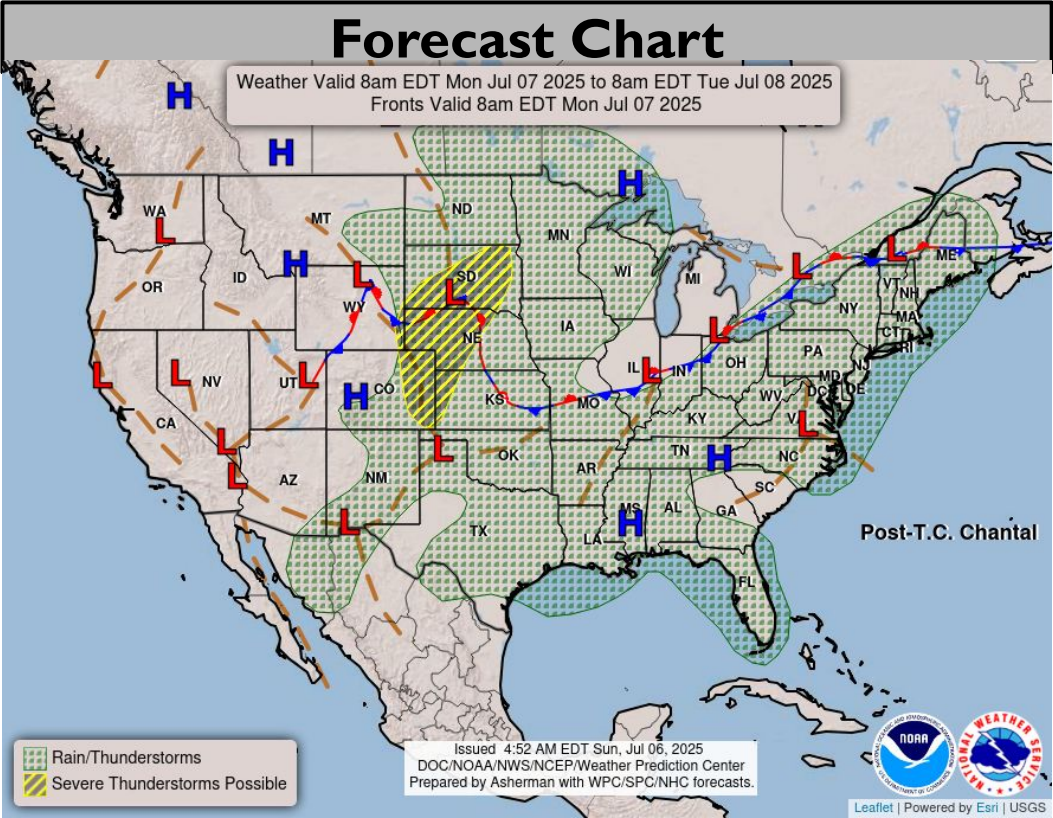 Forecast Chart
Weather Valid 8am EDT Mon Jul 07 2025 to 8am EDT Tue Jul 08 2025
Fronts Valid 8am EDT Mon Jul 07 2025
H
H
H
WA
L
MT
ND
MN
L
ME
H
ID
L
SD
WI
MI
L
VT
NH
OR
L
WY
NY
MA
IA
NE
L
CT
RI
PA
NJ
L
L
NV
UT
L
CO
H
IL
L
IN
OH
MD
DE
DC
WV
KS
MO
CA
KY
L
L
L
OK
TN
H
NC
L
AZ
NM
AR
SC
L
TX
MS
H
AL
GA
LA
Post-T.C. Chantal
FL
Rain/Thunderstorms
Severe Thunderstorms Possible
Issued 4:52 AM EDT Sun, Jul 06, 2025
DOC/NOAA/NWS/NCEP/Weather Prediction Center
Prepared by Asherman with WPC/SPC/NHC forecasts.
NOAA
NATIONAL WEATHER SERVICE
Leaflet | Powered by Esri | USGS